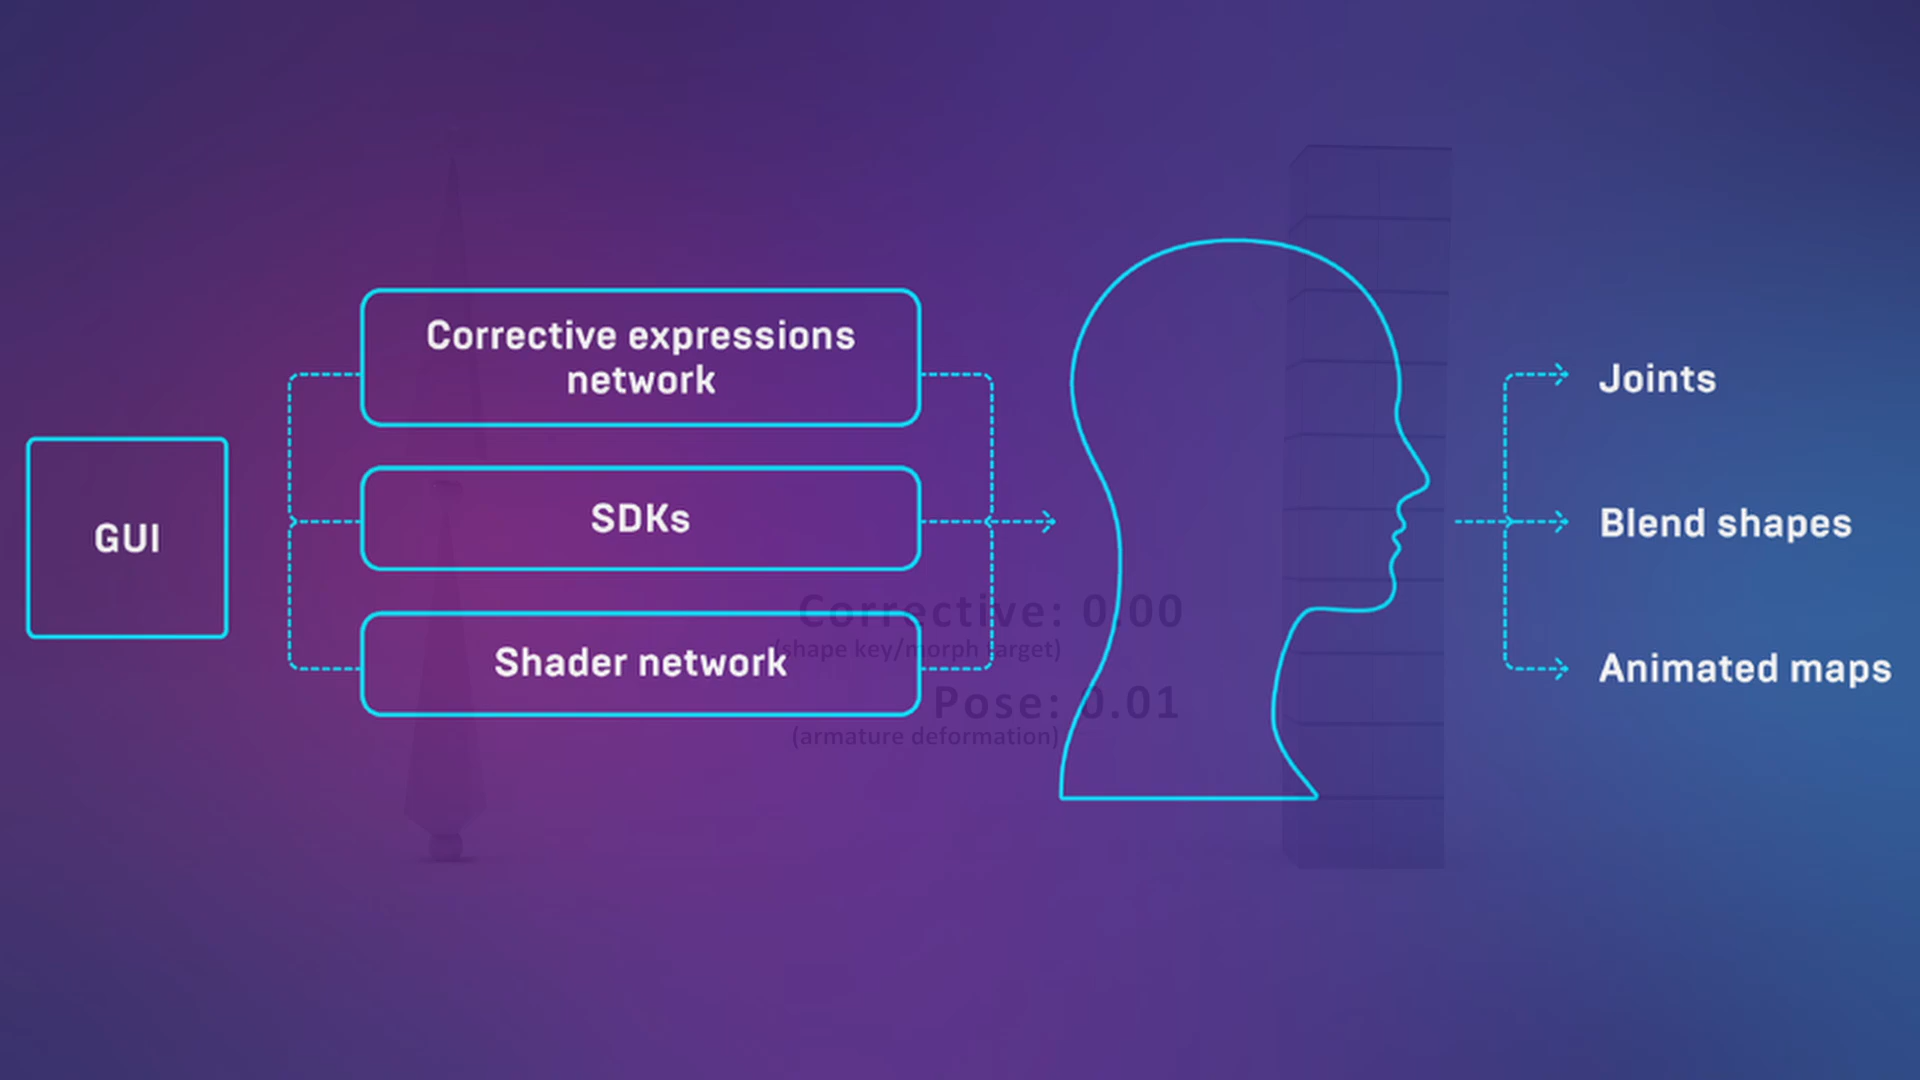 GUI
Corrective expressions
network
SDKs
Shader network
Joints
Blend shapes
Animated maps
Corrective: 0.00
(shape key/morph target)
Pose: 0.01
(armature deformation)